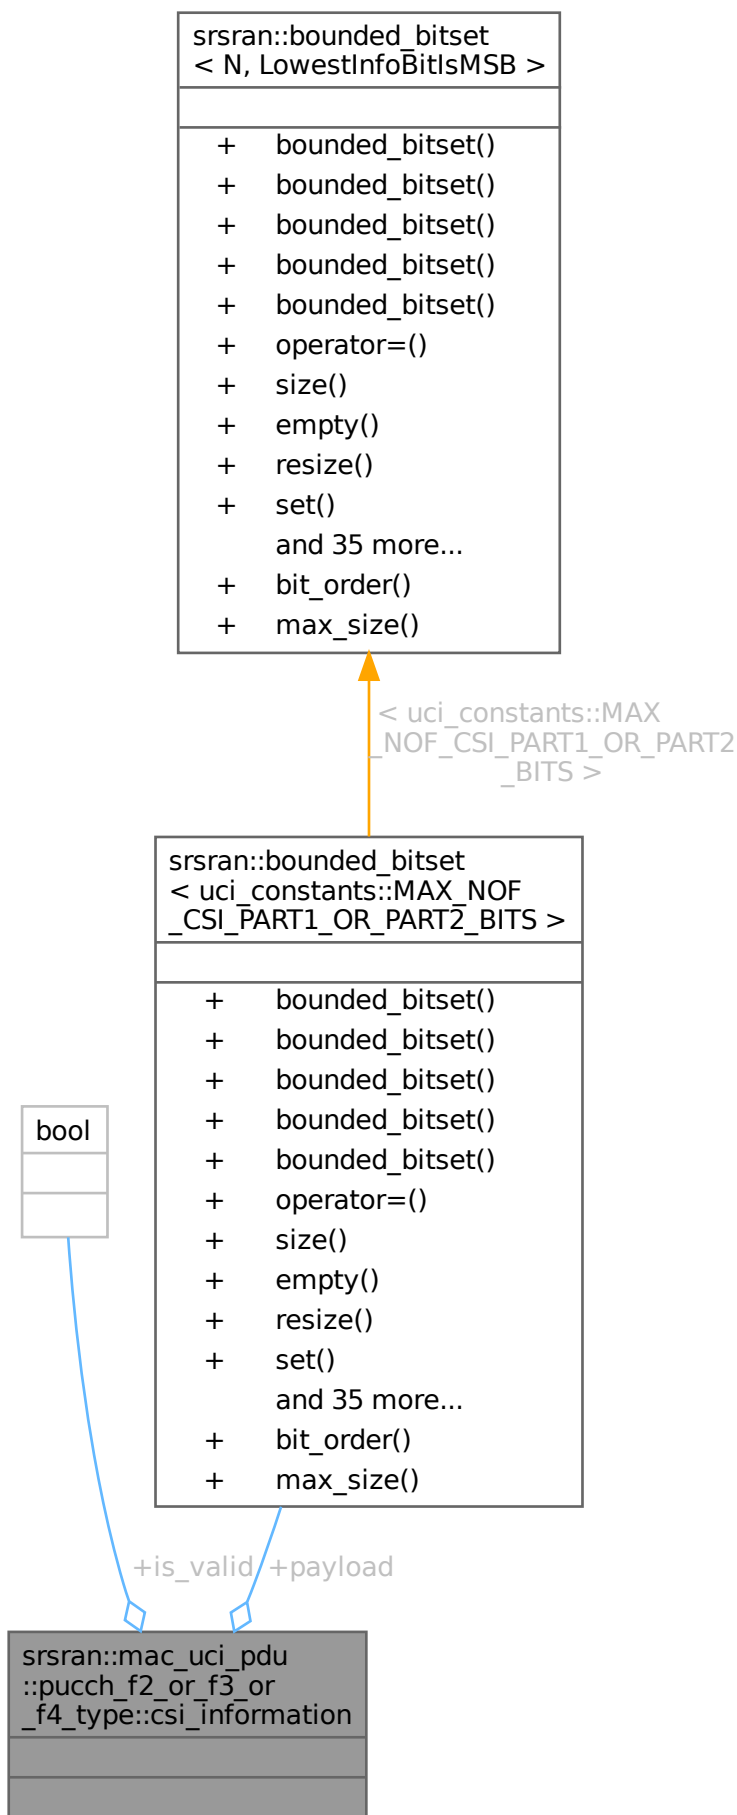 srsran::bounded_bitset
< N, LowestInfoBitIsMSB >
+ bounded_bitset()
+ bounded_bitset()
+ bounded_bitset()
+ bounded_bitset()
+ bounded_bitset()
+ operator=()
+ size()
+ empty()
+ resize()
+ set()
and 35 more...
+ bit_order()
+ max_size()
< uci_constants::MAX
_NOF_CSI_PART1_OR_PART2
_BITS >
srsran::bounded_bitset
< uci_constants::MAX_NOF
_CSI_PART1_OR_PART2_BITS >
+ bounded_bitset()
+ bounded_bitset()
+ bounded_bitset()
+ bounded_bitset()
+ bounded_bitset()
+ operator=()
+ size()
+ empty()
+ resize()
+ set()
and 35 more...
+ bit_order()
+ max_size()
bool
+is_valid
+payload
srsran::mac_uci_pdu
::pucch_f2_or_f3_or
_f4_type::csi_information